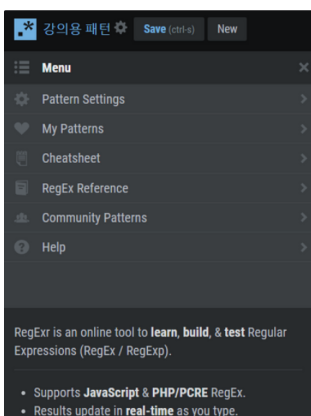 강의용 패턴 Save (ctrl-s) New
Menu
Pattern Settings
My Patterns
Cheatsheet
RegEx Reference
Community Patterns
Help
RegExr is an online tool to learn, build, & test Regular
Expressions (RegEx / RegExp).
• Supports JavaScript & PHP/PCRE RegEx.
• Results update in real-time as you type.